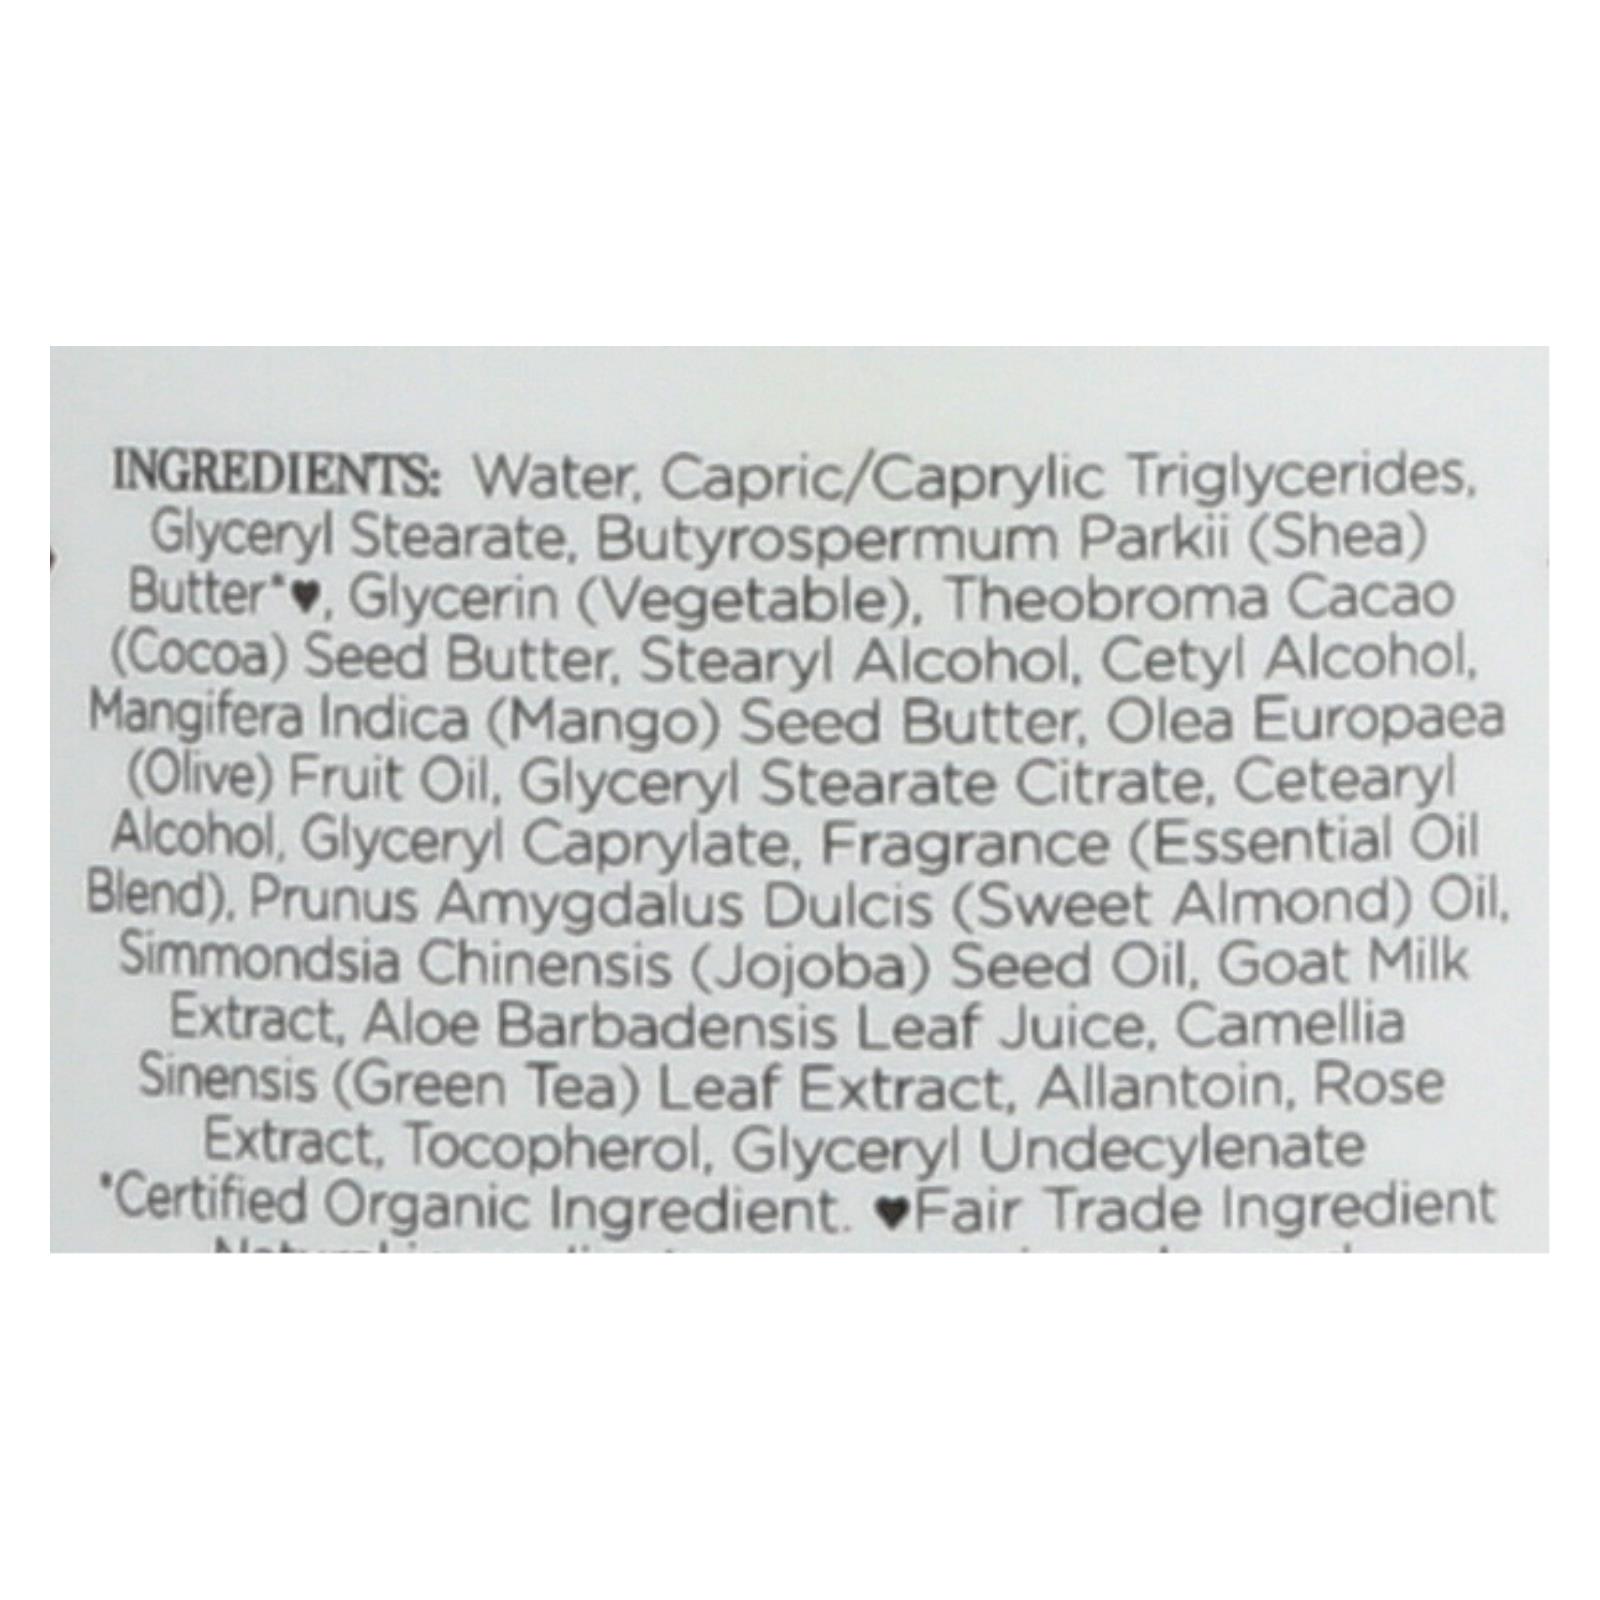 INGREDIENTS: Water, Capric/Caprylic Triglycerides,
Glyceryl Stearate, Butyrospermum Parkii (Shea)
Butter*♥, Glycerin (Vegetable), Theobroma Cacao
(Cocoa) Seed Butter, Stearyl Alcohol, Cetyl Alcohol,
Mangifera Indica (Mango) Seed Butter, Olea Europaea
(Olive) Fruit Oil, Glyceryl Stearate Citrate, Cetearyl
Alcohol, Glyceryl Caprylate, Fragrance (Essential Oil
Blend), Prunus Amygdalus Dulcis (Sweet Almond) Oil,
Simmondsia Chinensis (Jojoba) Seed Oil, Goat Milk
Extract, Aloe Barbadensis Leaf Juice, Camellia
Sinensis (Green Tea) Leaf Extract, Allantoin, Rose
Extract, Tocopherol, Glyceryl Undecylenate
*Certified Organic Ingredient. ♥Fair Trade Ingredient